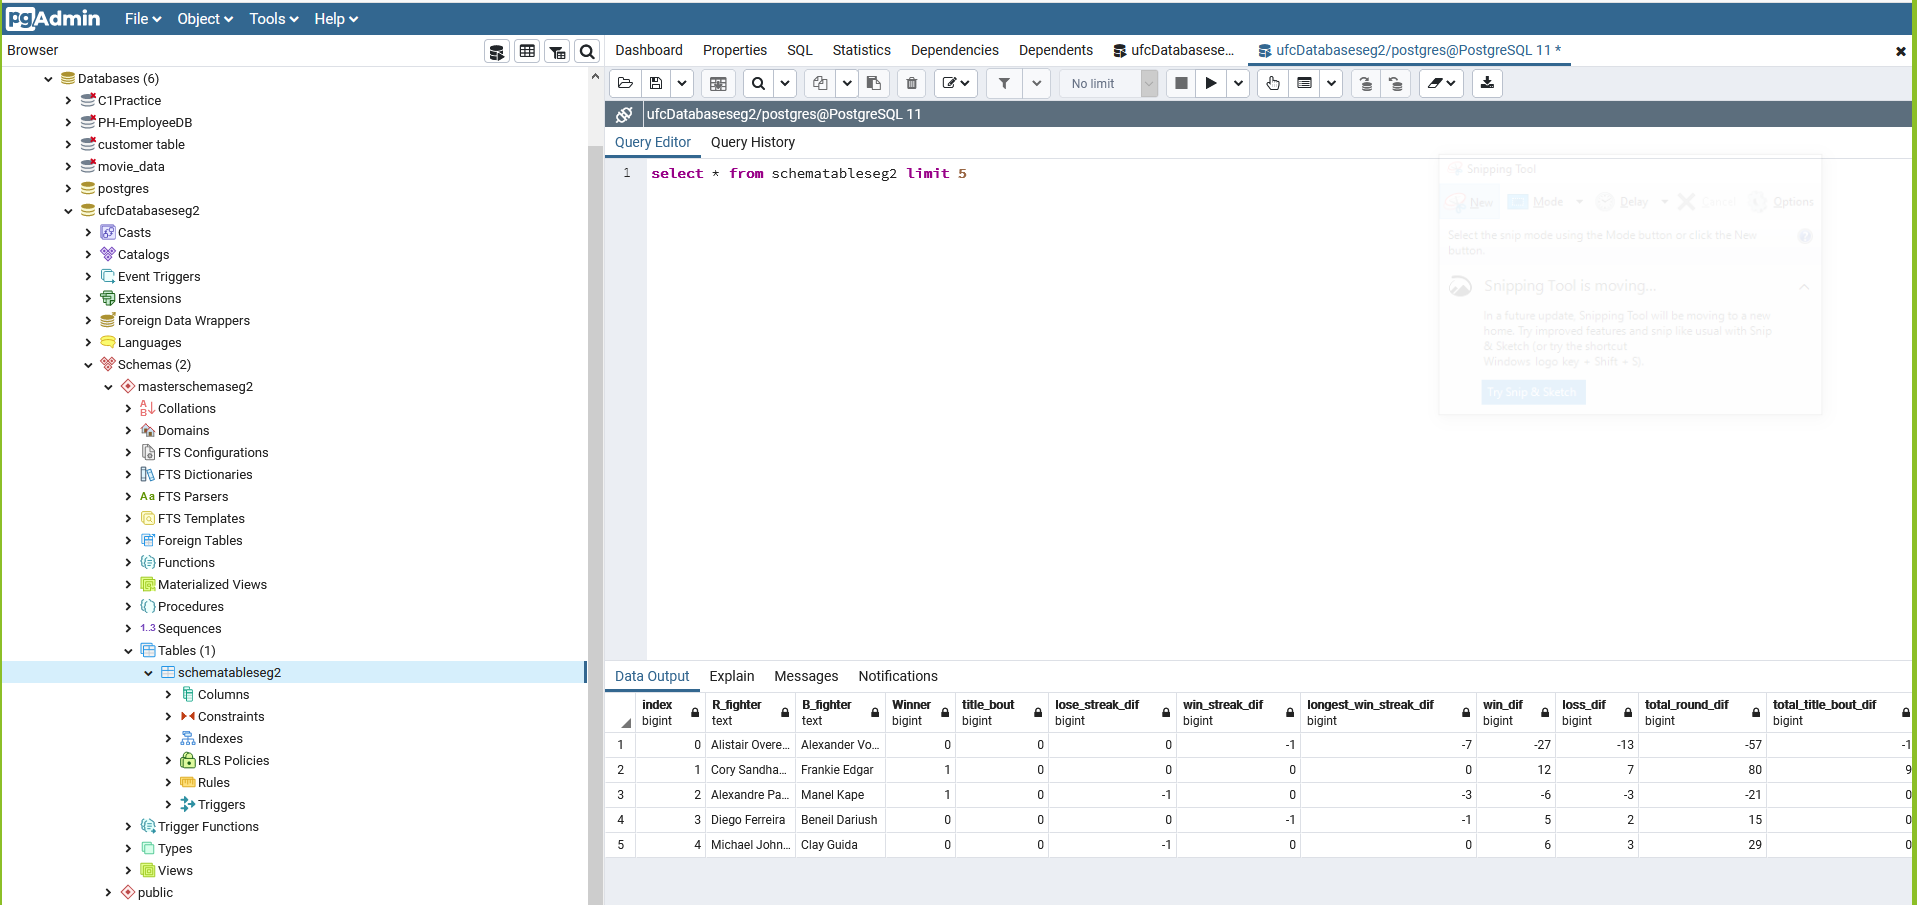 pgAdmin File Object Tools Help
Browser
Dashboard Properties SQL Statistics Dependencies Dependents ufcDatabasese... ufcDatabaseseg2/postgres@PostgreSQL 11 *
Databases (6)
C1Practice
PH-EmployeeDB
customer table
movie_data
postgres
ufcDatabaseseg2
Casts
Catalogs
Event Triggers
Extensions
Foreign Data Wrappers
Languages
Schemas (2)
masterschemaseg2
Collations
Domains
FTS Configurations
FTS Dictionaries
Aa FTS Parsers
FTS Templates
Foreign Tables
Functions
Materialized Views
Procedures
1..3 Sequences
Tables (1)
schematableseg2
Columns
Constraints
Indexes
RLS Policies
Rules
Triggers
Trigger Functions
Types
Views
public
No limit
ufcDatabaseseg2/postgres@PostgreSQL 11
Query Editor Query History
1 select * from schematableseg2 limit 5
Snipping Tool
New Mode Delay Cancel Options
Select the snip mode using the Mode button or click the New
button.
Snipping Tool is moving...
In a future update, Snipping Tool will be moving to a new
home. Try improved features and snip like usual with Snip
& Sketch (or try the shortcut
Windows logo key + Shift + S).
Try Snip & Sketch
Data Output Explain Messages Notifications
index R_fighter B_fighter Winner title_bout lose_streak_dif win_streak_dif longest_win_streak_dif win_dif loss_dif total_round_dif total_title_bout_dif
bigint text text bigint bigint bigint bigint bigint bigint bigint bigint bigint
1 0 Alistair Overe... Alexander Vo... 0 0 0 -1 -7 -27 -13 -57 -1
2 1 Cory Sandha... Frankie Edgar 1 0 0 0 0 12 7 80 9
3 2 Alexandre Pa... Manel Kape 1 0 -1 0 -3 -6 -3 -21 0
4 3 Diego Ferreira Beneil Dariush 0 0 0 -1 -1 5 2 15 0
5 4 Michael John... Clay Guida 0 0 -1 0 0 6 3 29 0